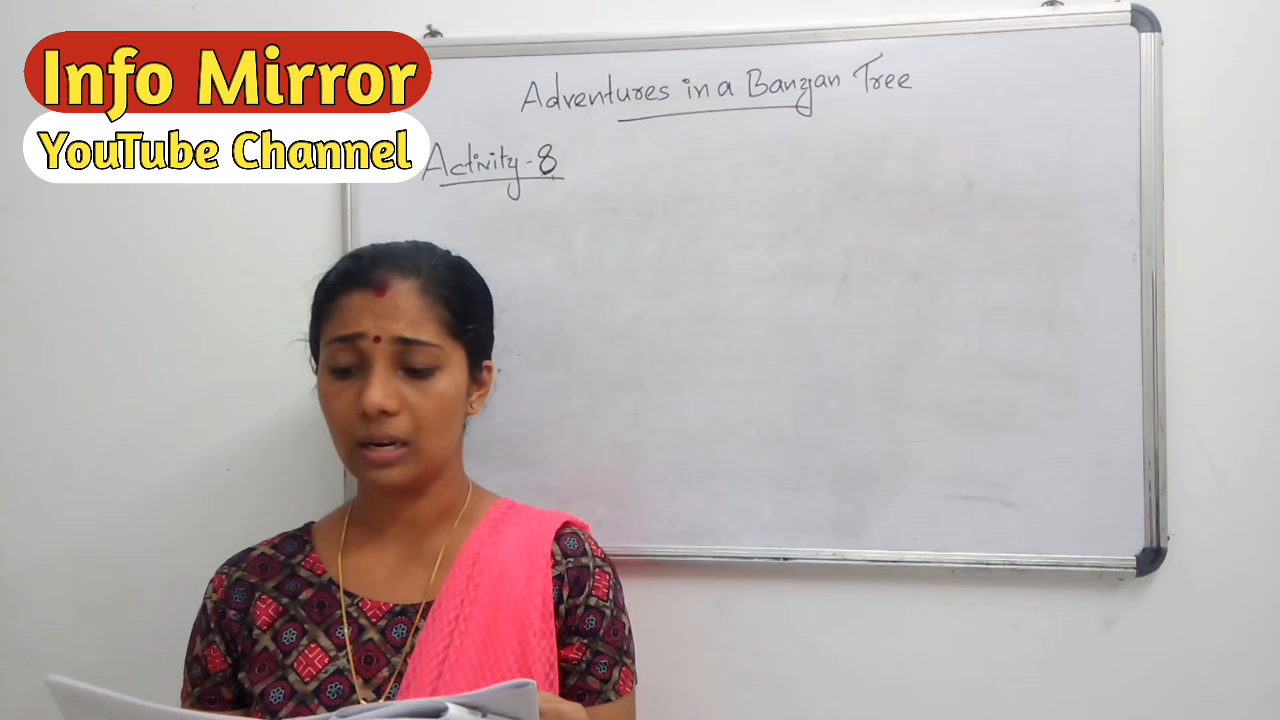 Info Mirror
YouTube Channel
Adventures in a Banyan Tree
Activity-8